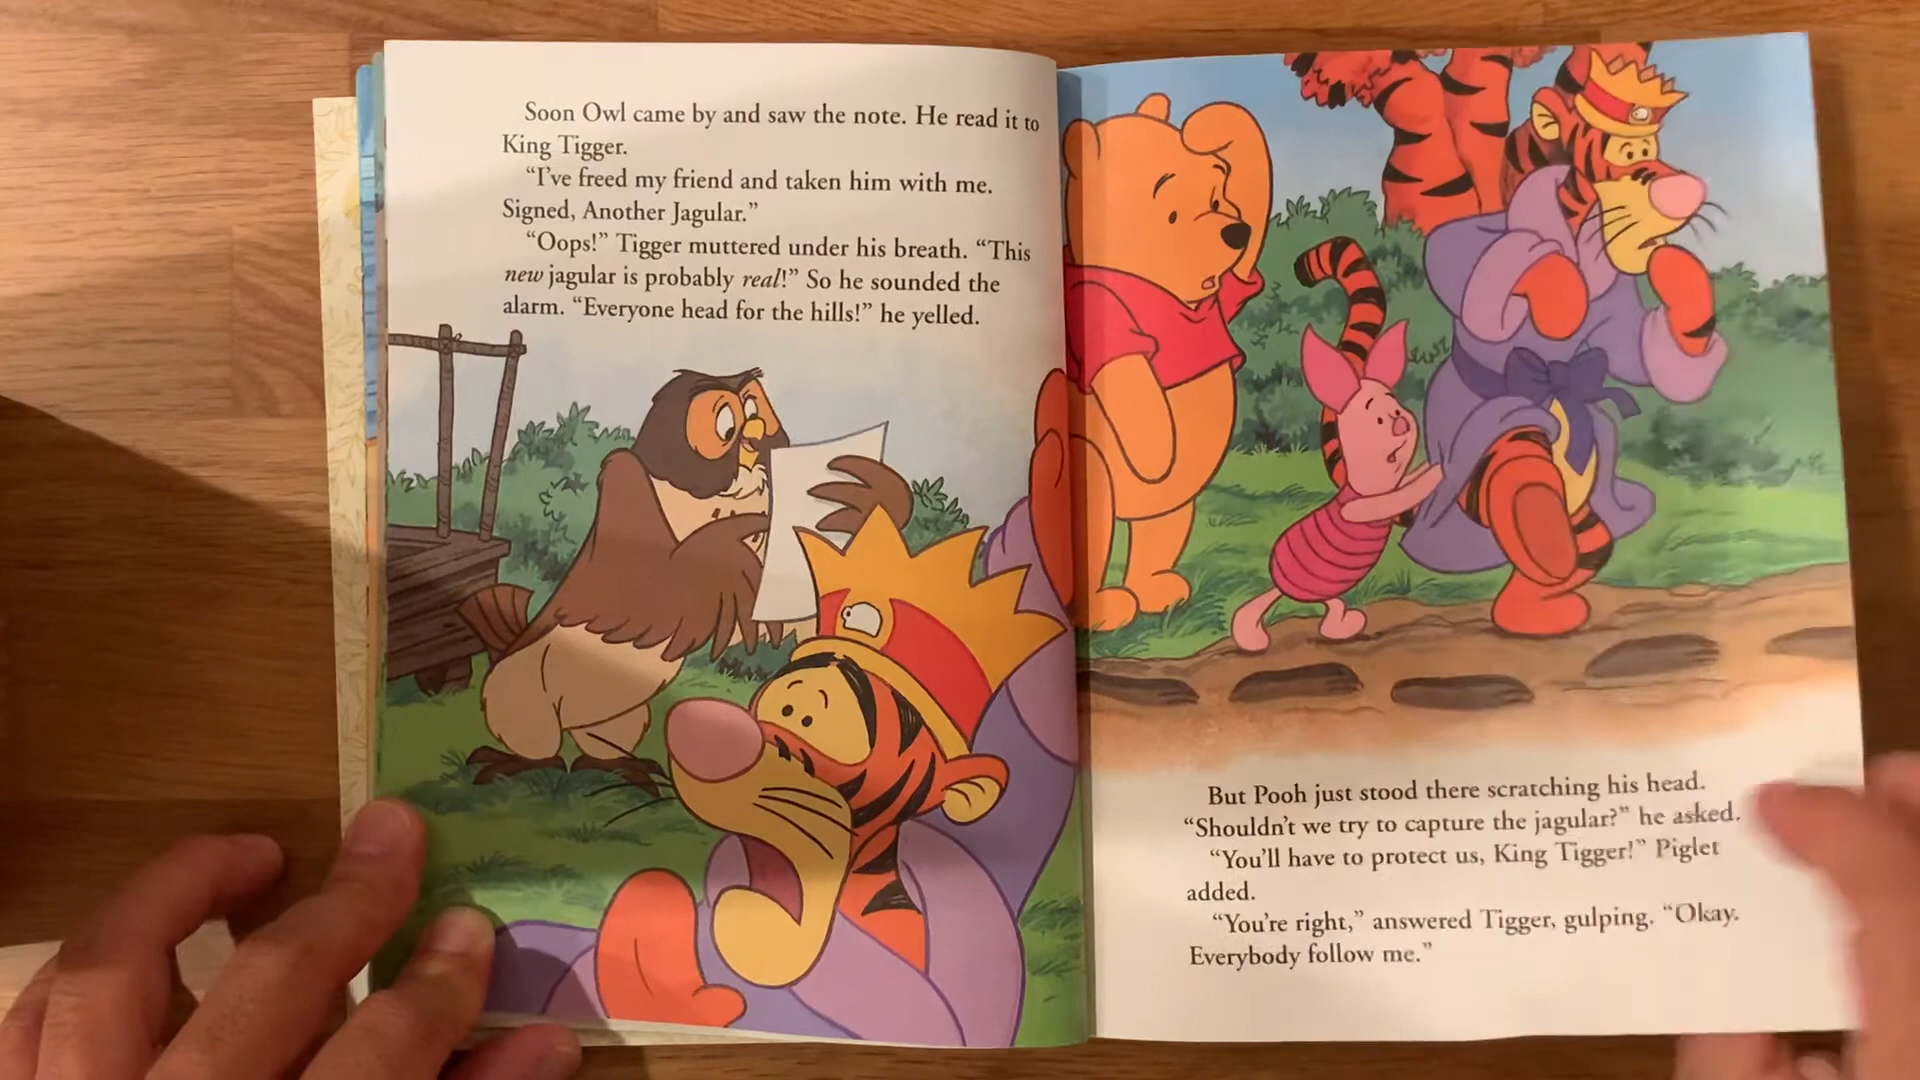 Soon Owl came by and saw the note. He read it to
King Tigger.
“I’ve freed my friend and taken him with me.
Signed, Another Jagular.”
“Oops!” Tigger muttered under his breath. “This
new jagular is probably real!” So he sounded the
alarm. “Everyone head for the hills!” he yelled.
But Pooh just stood there scratching his head.
“Shouldn’t we try to capture the jagular?” he asked.
“You’ll have to protect us, King Tigger!” Piglet
added.
“You’re right,” answered Tigger, gulping. “Okay.
Everybody follow me.”